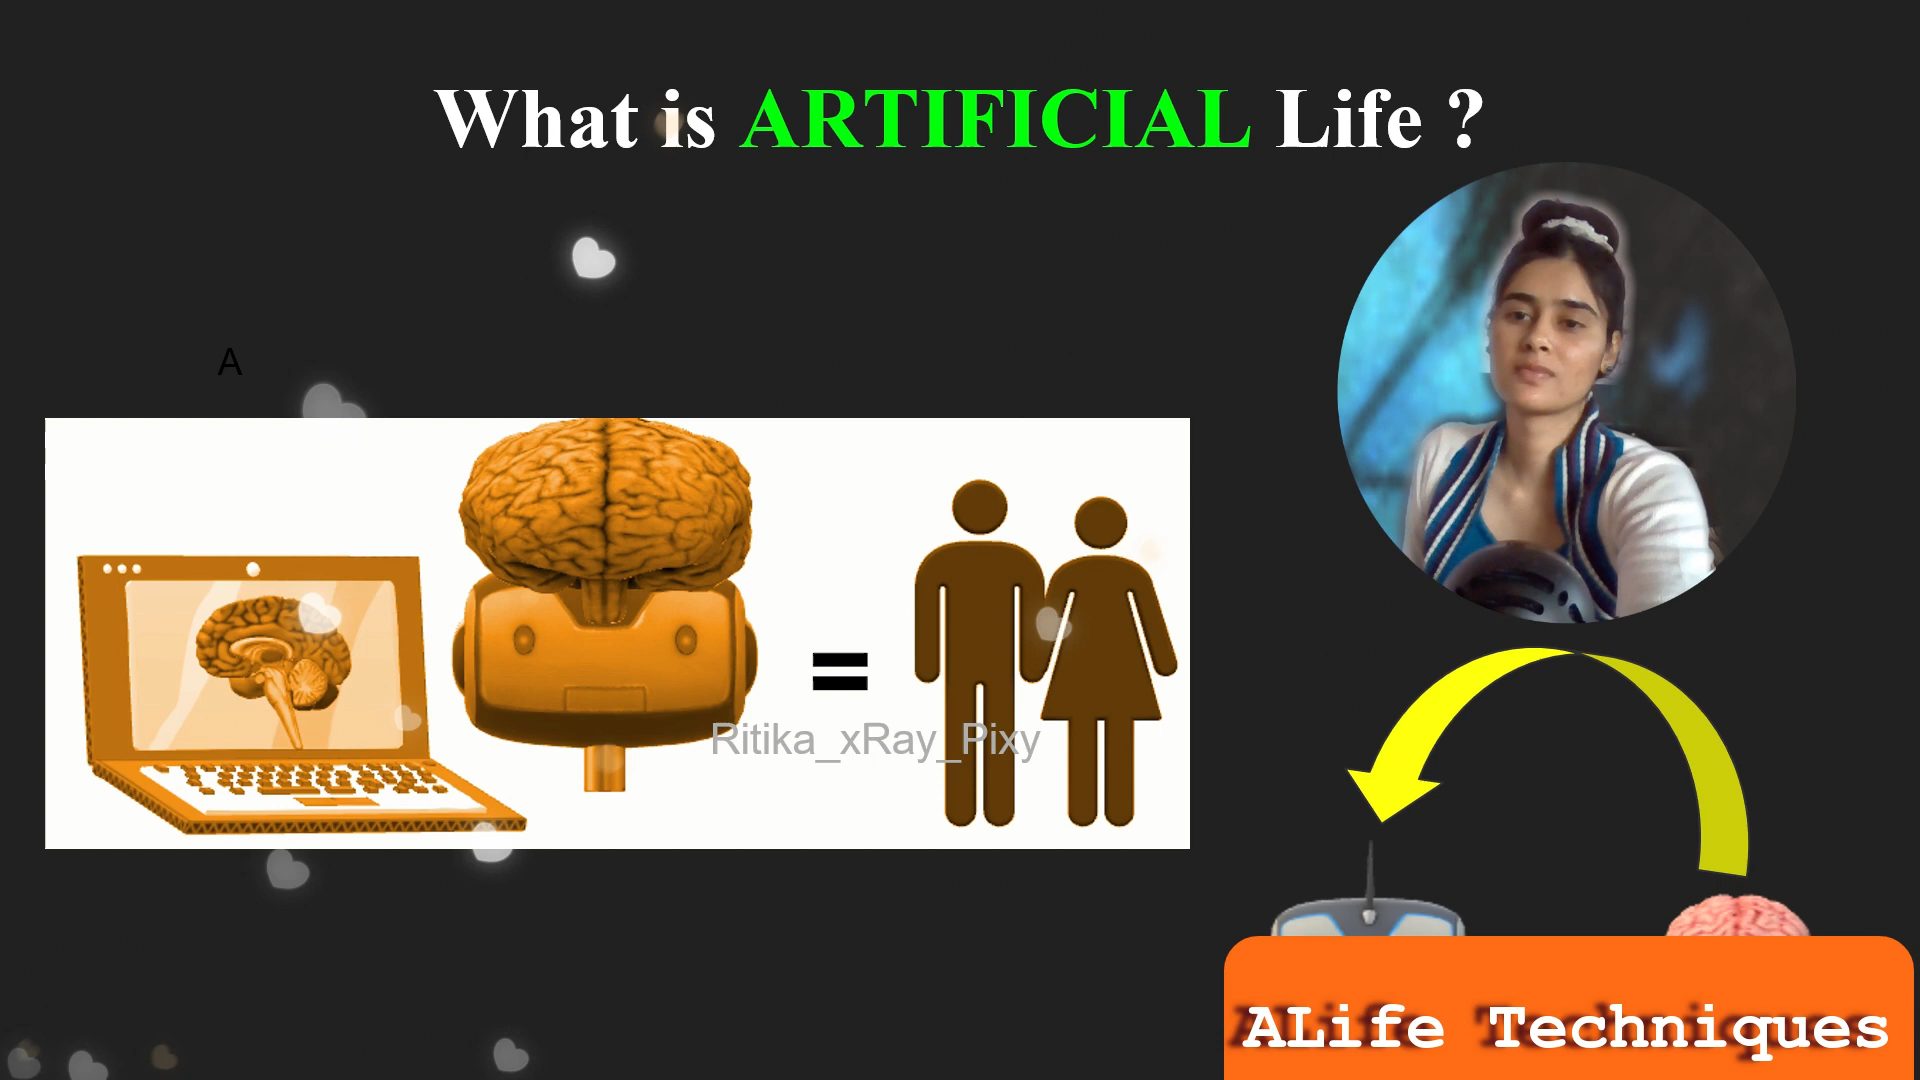 What is ARTIFICIAL Life ?
A
=
Ritika_xRay_Pixy
ALife Techniques